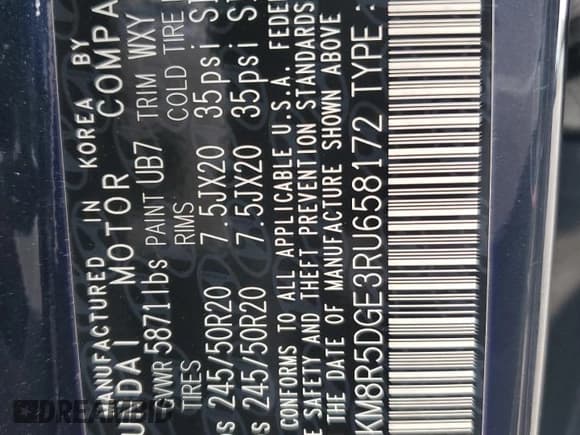 MANUFACTURED IN KOREA BY
MOTOR COMPA
GVWR 5871lbs PAINT UB7 TRIM WXY
TIRES RIMS COLD TIRE
245/50R20 7.5JX20 35psi
245/50R20 7.5JX20 35psi
CONFORMS TO ALL APPLICABLE U.S.A. FEDE
SAFETY AND THEFT PREVENTION STANDARDS
THE DATE OF MANUFACTURE SHOWN ABOVE
KM8R5DGE3RU658172 TYPE :
DREAMBID